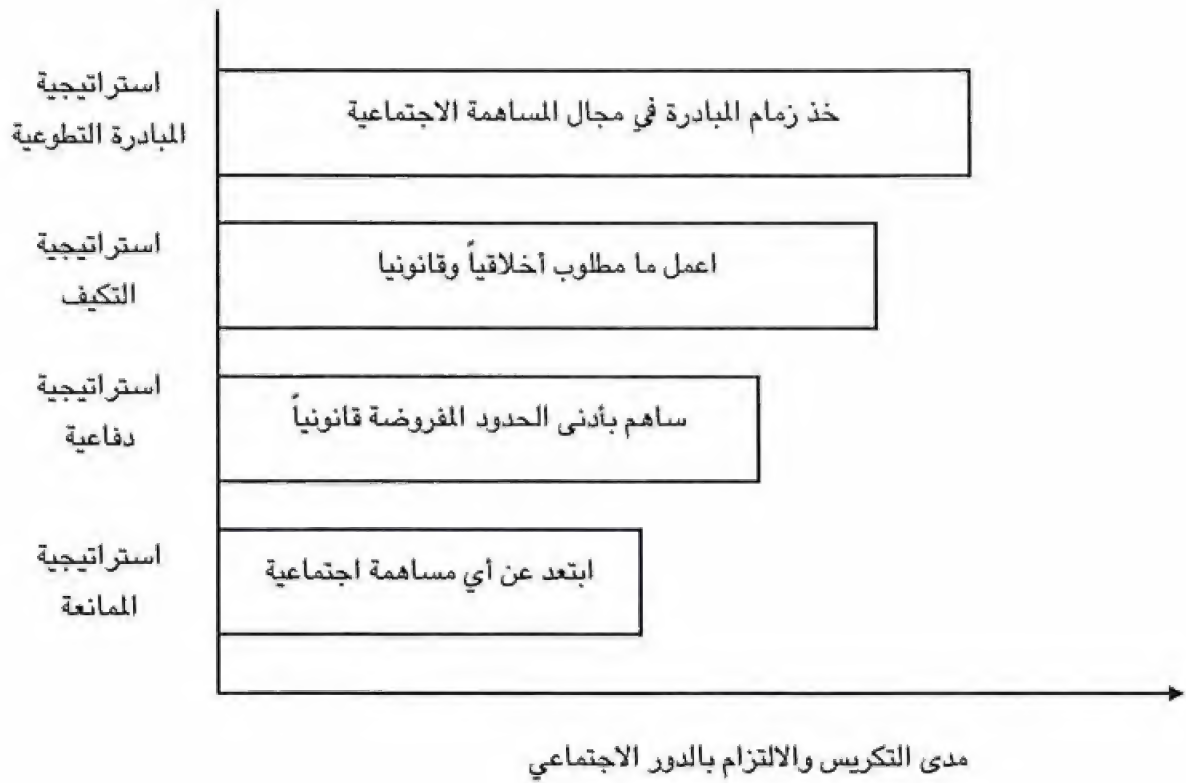 استراتيجية
المبادرة التطوعية
خذ زمام المبادرة في مجال المساهمة الاجتماعية
استراتيجية
التكيف
اعمل ما مطلوب أخلاقياً وقانونيا
استراتيجية
دفاعية
ساهم بأدنى الحدود المفروضة قانونياً
استراتيجية
الممانعة
ابتعد عن أي مساهمة اجتماعية
مدى التكريس والالتزام بالدور الاجتماعي